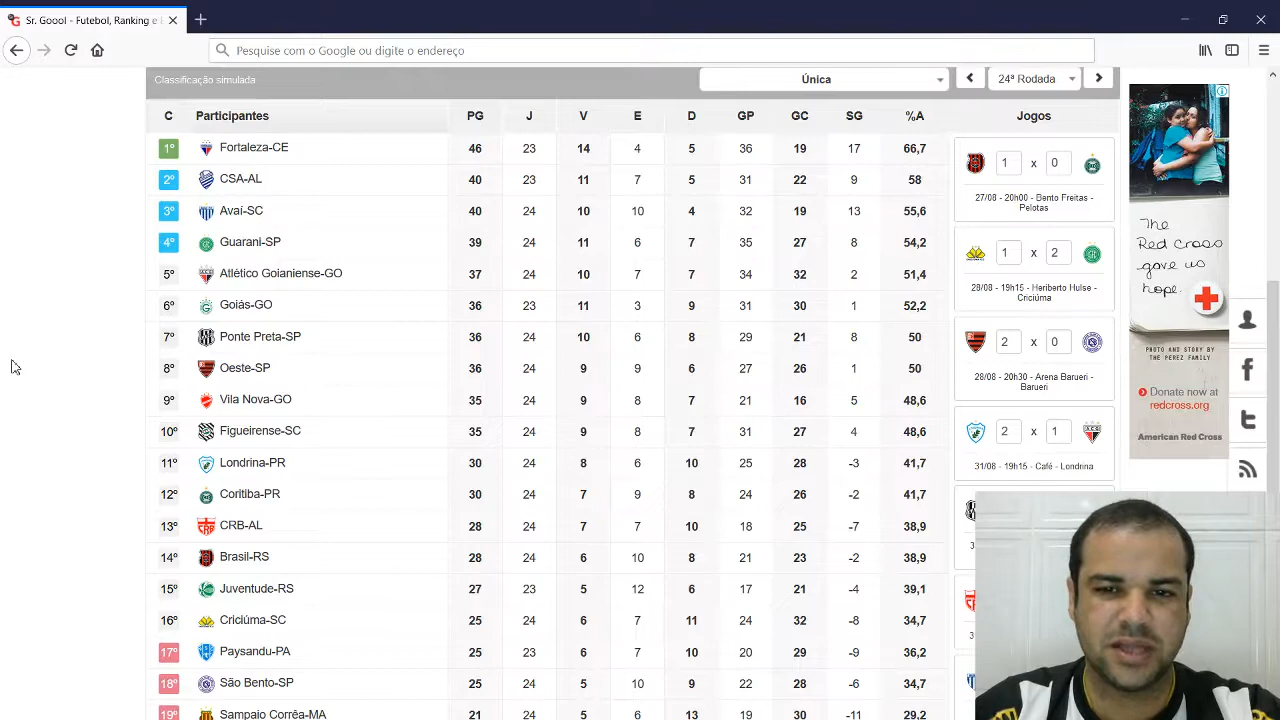 Sr. Goool - Futebol, Ranking e E
Pesquise com o Google ou digite o endereço
Classificação simulada
Única
24ª Rodada
C Participantes PG J V E D GP GC SG %A Jogos
1º Fortaleza-CE 46 23 14 4 5 36 19 17 66,7
2º CSA-AL 40 23 11 7 5 31 22 9 58
3º Avaí-SC 40 24 10 10 4 32 19 13 55,6
4º Guarani-SP 39 24 11 6 7 35 27 8 54,2
5º Atlético Goianiense-GO 37 24 10 7 7 34 32 2 51,4
6º Goiás-GO 36 23 11 3 9 31 30 1 52,2
7º Ponte Preta-SP 36 24 10 6 8 29 21 8 50
8º Oeste-SP 36 24 9 9 6 27 26 1 50
9º Vila Nova-GO 35 24 9 8 7 21 16 5 48,6
10º Figueirense-SC 35 24 9 8 7 31 27 4 48,6
11º Londrina-PR 30 24 8 6 10 25 28 -3 41,7
12º Coritiba-PR 30 24 7 9 8 24 26 -2 41,7
13º CRB-AL 28 24 7 7 10 18 25 -7 38,9
14º Brasil-RS 28 24 6 10 8 21 23 -2 38,9
15º Juventude-RS 27 23 5 12 6 17 21 -4 39,1
16º Criciúma-SC 25 24 6 7 11 24 32 -8 34,7
17º Paysandu-PA 25 23 6 7 10 20 29 -9 36,2
18º São Bento-SP 25 24 5 10 9 22 28 -6 34,7
19º Sampaio Corrêa-MA 21 24 5 6 13 19 30 -11 29,2
1 x 0
27/08 - 20h00 - Bento Freitas -
Pelotas
1 x 2
28/08 - 19h15 - Heriberto Hulse -
Criciúma
2 x 0
28/08 - 20h30 - Arena Barueri -
Barueri
2 x 1
31/08 - 19h15 - Café - Londrina
3
3
The
Red Cross
gave us
hope.
PHOTO AND STORY BY
THE PEREZ FAMILY
Donate now at
redcross.org
American Red Cross